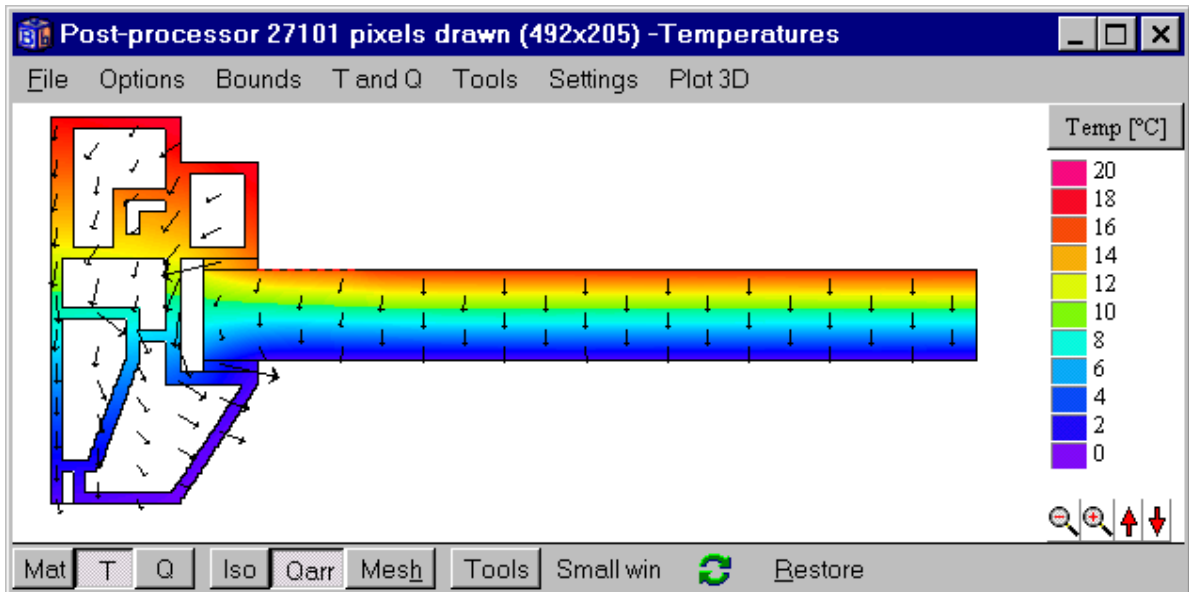 Post-processor 27101 pixels drawn (492x205) -Temperatures
File Options Bounds T and Q Tools Settings Plot 3D
Temp [°C]
20
18
16
14
12
10
8
6
4
2
0
Mat T Q Iso Qarr Mesh Tools Small win Restore